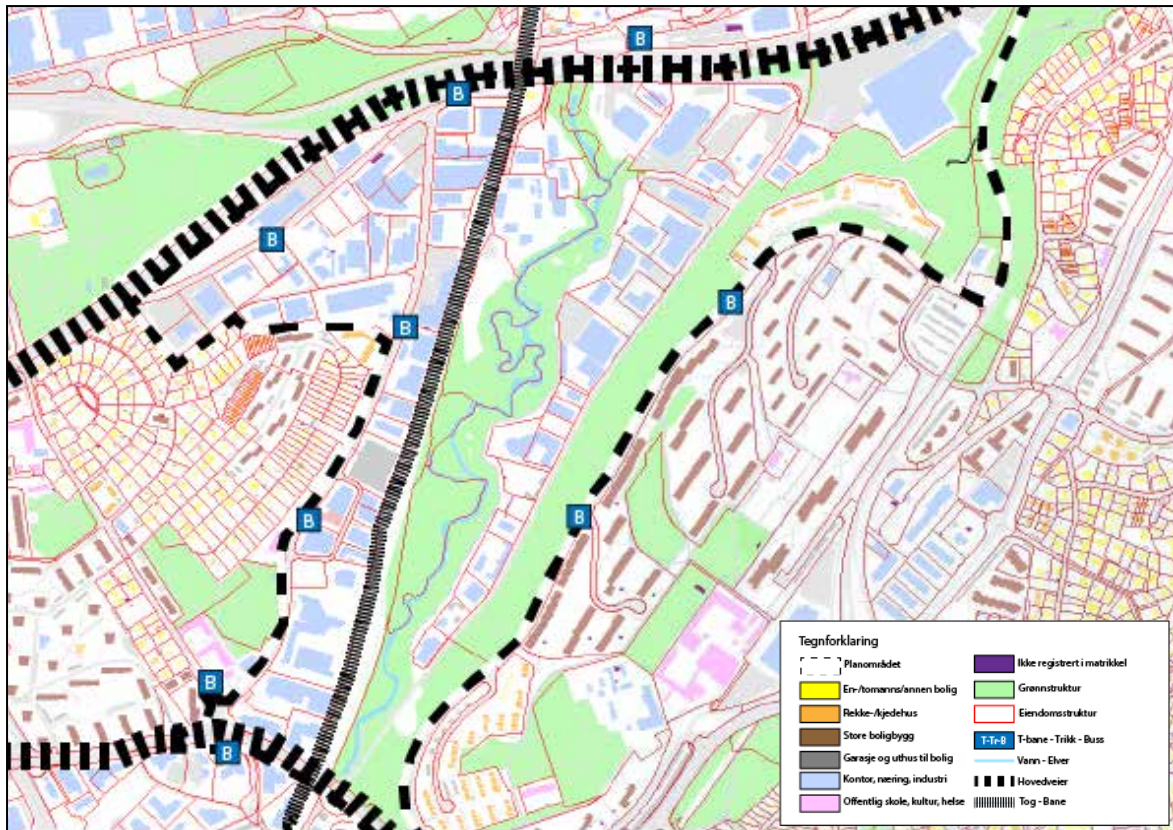 B
B
B
B
B
B
B
B
B
Tegnforklaring
Planområdet
En-/tomanns/annen bolig
Rekke-/kjedehus
Store boligbygg
Garasje og uthus til bolig
Kontor, næring, industri
Offentlig skole, kultur, helse
Ikke registrert i matrikkel
Grønnstruktur
Eiendomsstruktur
T-Tr-B T-bane - Trikk - Buss
Vann - Elver
Hovedveier
Tog - Bane